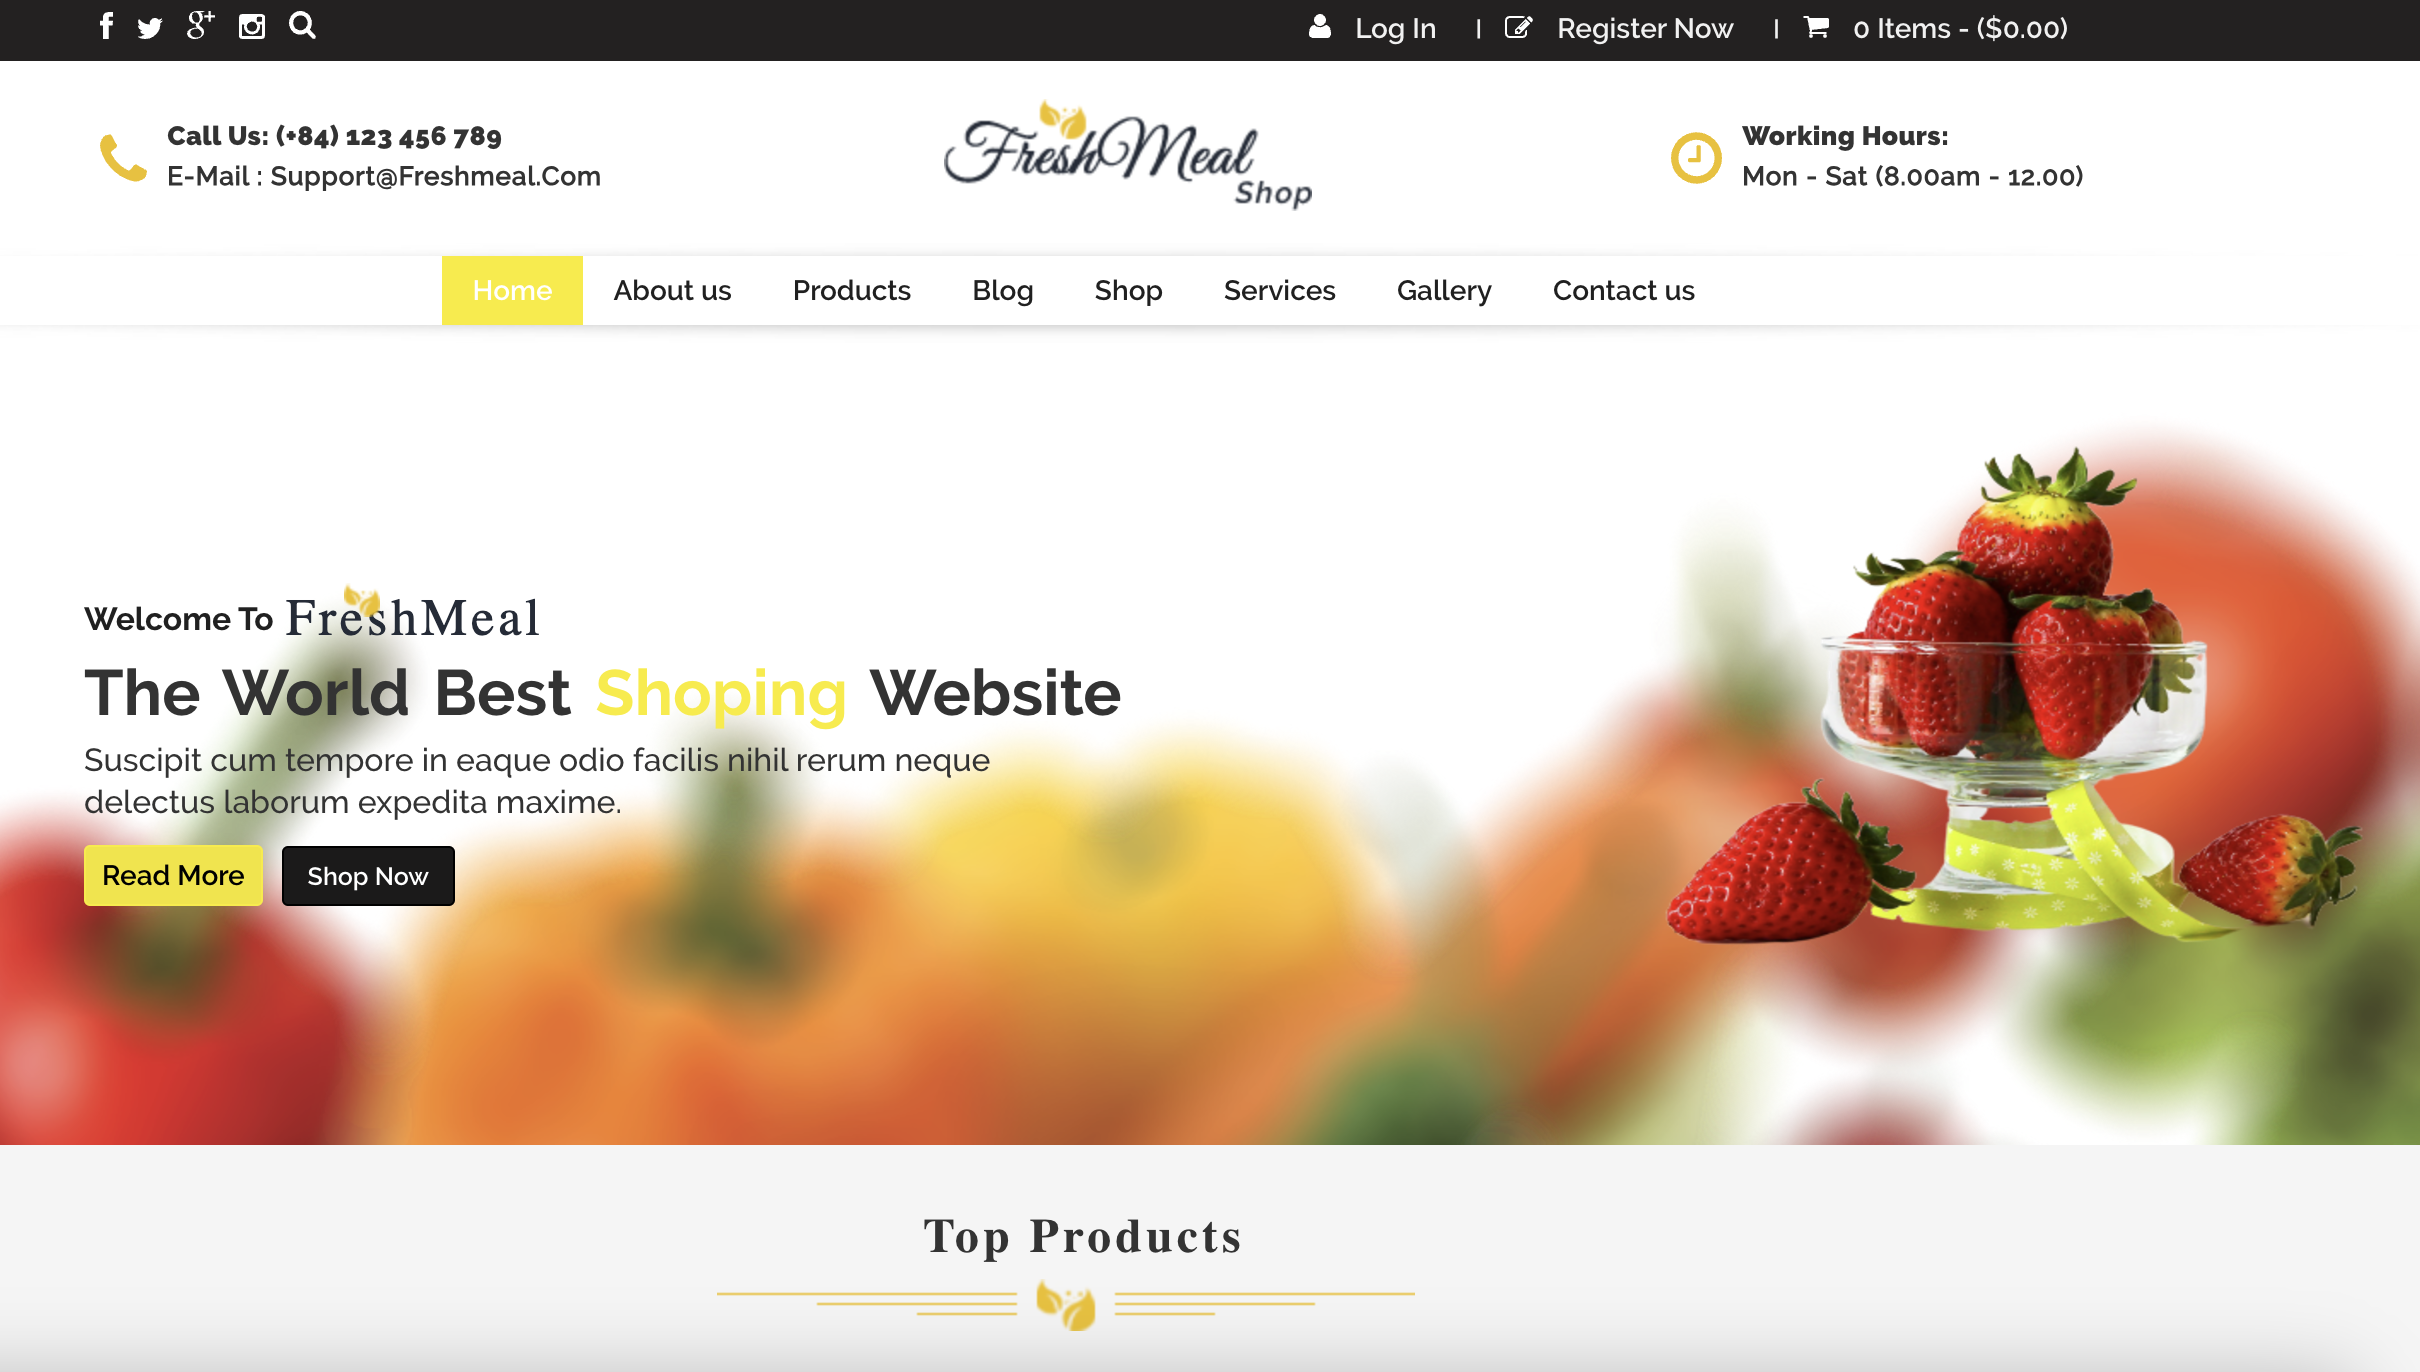 Log In | Register Now | 0 Items - ($0.00)
Call Us: (+84) 123 456 789
E-Mail : Support@Freshmeal.Com
FreshMeal
Shop
Working Hours:
Mon - Sat (8.00am - 12.00)
Home About us Products Blog Shop Services Gallery Contact us
Welcome To FreshMeal
The World Best Shoping Website
Suscipit cum tempore in eaque odio facilis nihil rerum neque
delectus laborum expedita maxime.
Read More Shop Now
Top Products